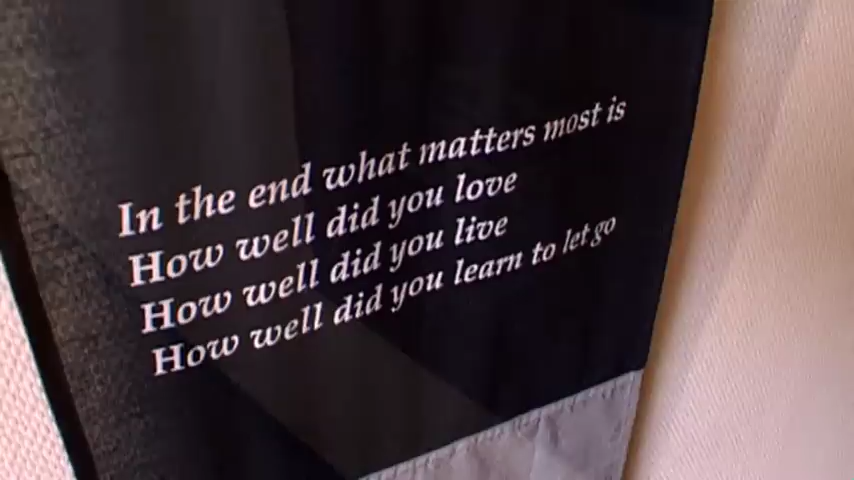 In the end what matters most is
How well did you love
How well did you live
How well did you learn to let go